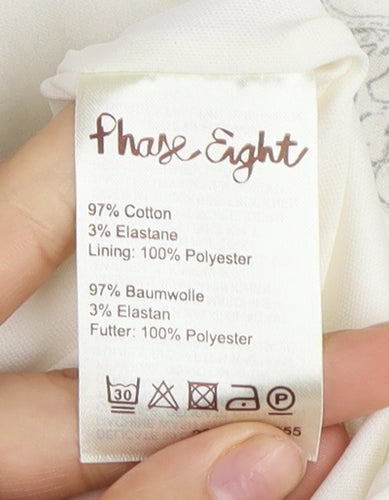 Phase Eight
97% Cotton
3% Elastane
Lining: 100% Polyester
97% Baumwolle
3% Elastan
Futter: 100% Polyester
30 P